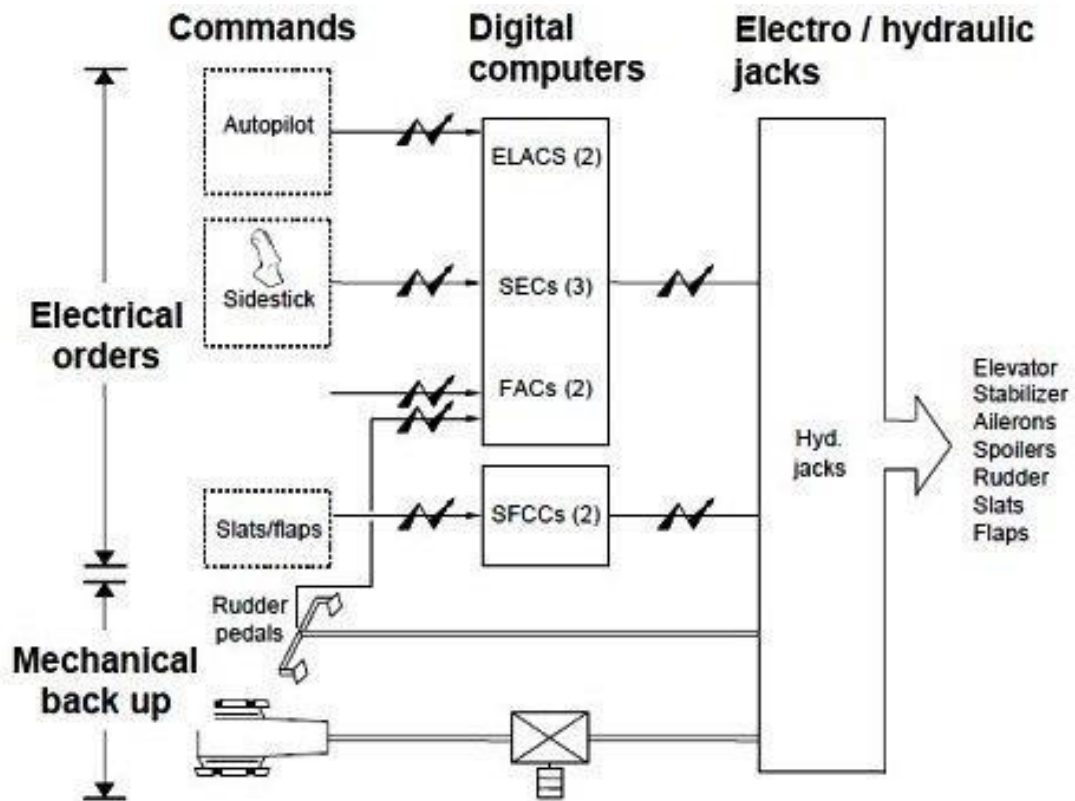 Commands
Digital
computers
Electro / hydraulic
jacks
Autopilot
ELACS (2)
Sidestick
SECs (3)
Electrical
orders
FACs (2)
Elevator
Stabilizer
Ailerons
Spoilers
Rudder
Slats
Flaps
Hyd.
jacks
Slats/flaps
SFCCs (2)
Rudder
pedals
Mechanical
back up